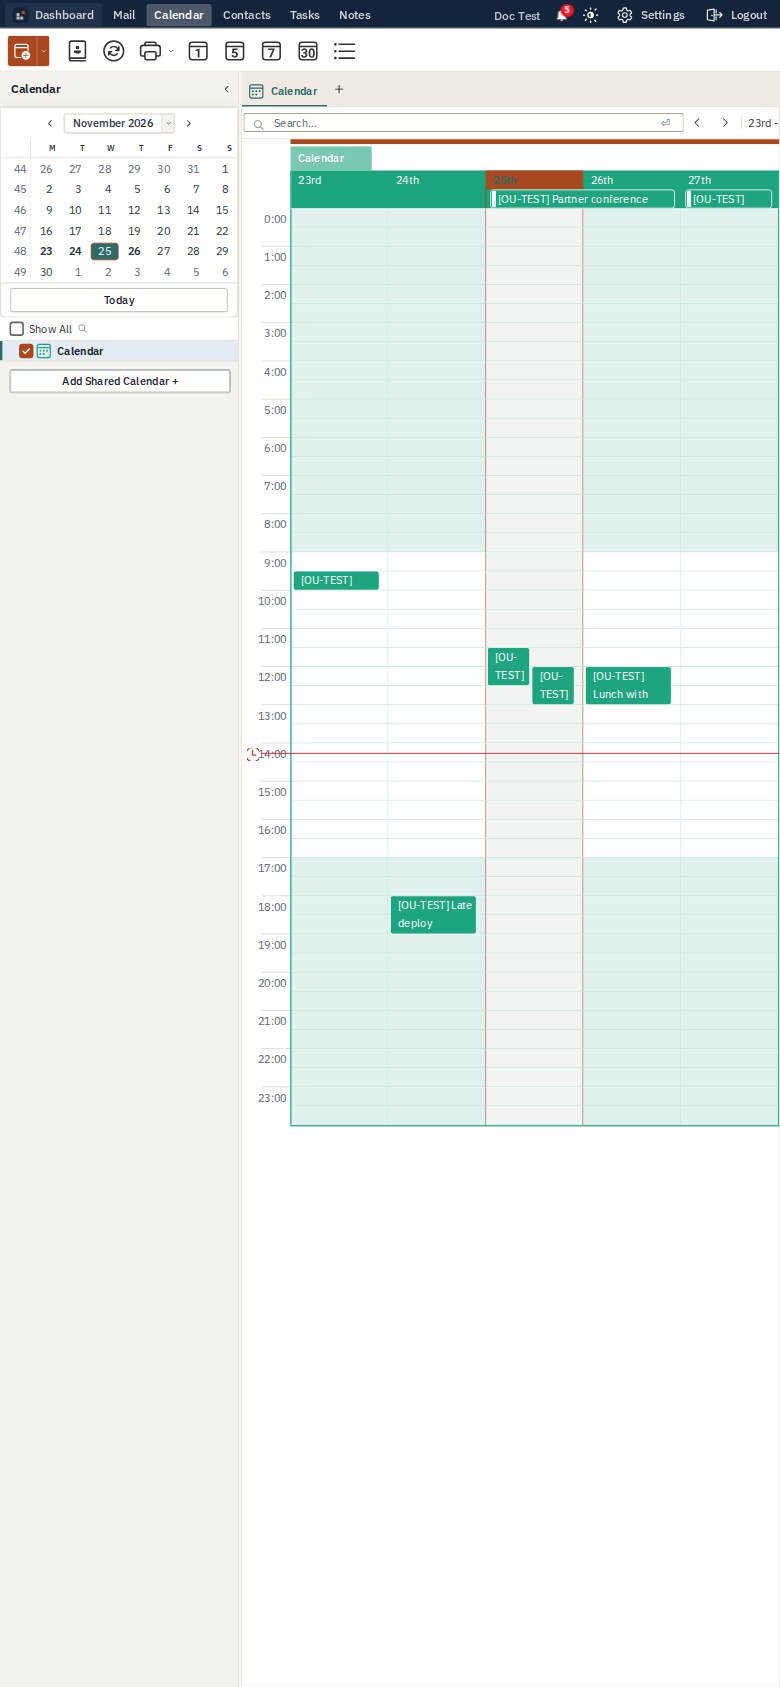 Dashboard Mail Calendar Contacts Tasks Notes Doc Test 5 Settings Logout
1 5 7 30
Calendar
Calendar +
November 2026
Search...
23rd -
M T W T F S S
44 26 27 28 29 30 31 1
45 2 3 4 5 6 7 8
46 9 10 11 12 13 14 15
47 16 17 18 19 20 21 22
48 23 24 25 26 27 28 29
49 30 1 2 3 4 5 6
Today
Show All
Calendar
Add Shared Calendar +
Calendar
23rd 24th 25th 26th 27th
[OU-TEST] Partner conference
[OU-TEST]
0:00
1:00
2:00
3:00
4:00
5:00
6:00
7:00
8:00
9:00
[OU-TEST]
10:00
11:00
[OU-
TEST]
12:00
[OU-
TEST]
[OU-TEST]
Lunch with
13:00
14:00
15:00
16:00
17:00
18:00
[OU-TEST] Late
deploy
19:00
20:00
21:00
22:00
23:00